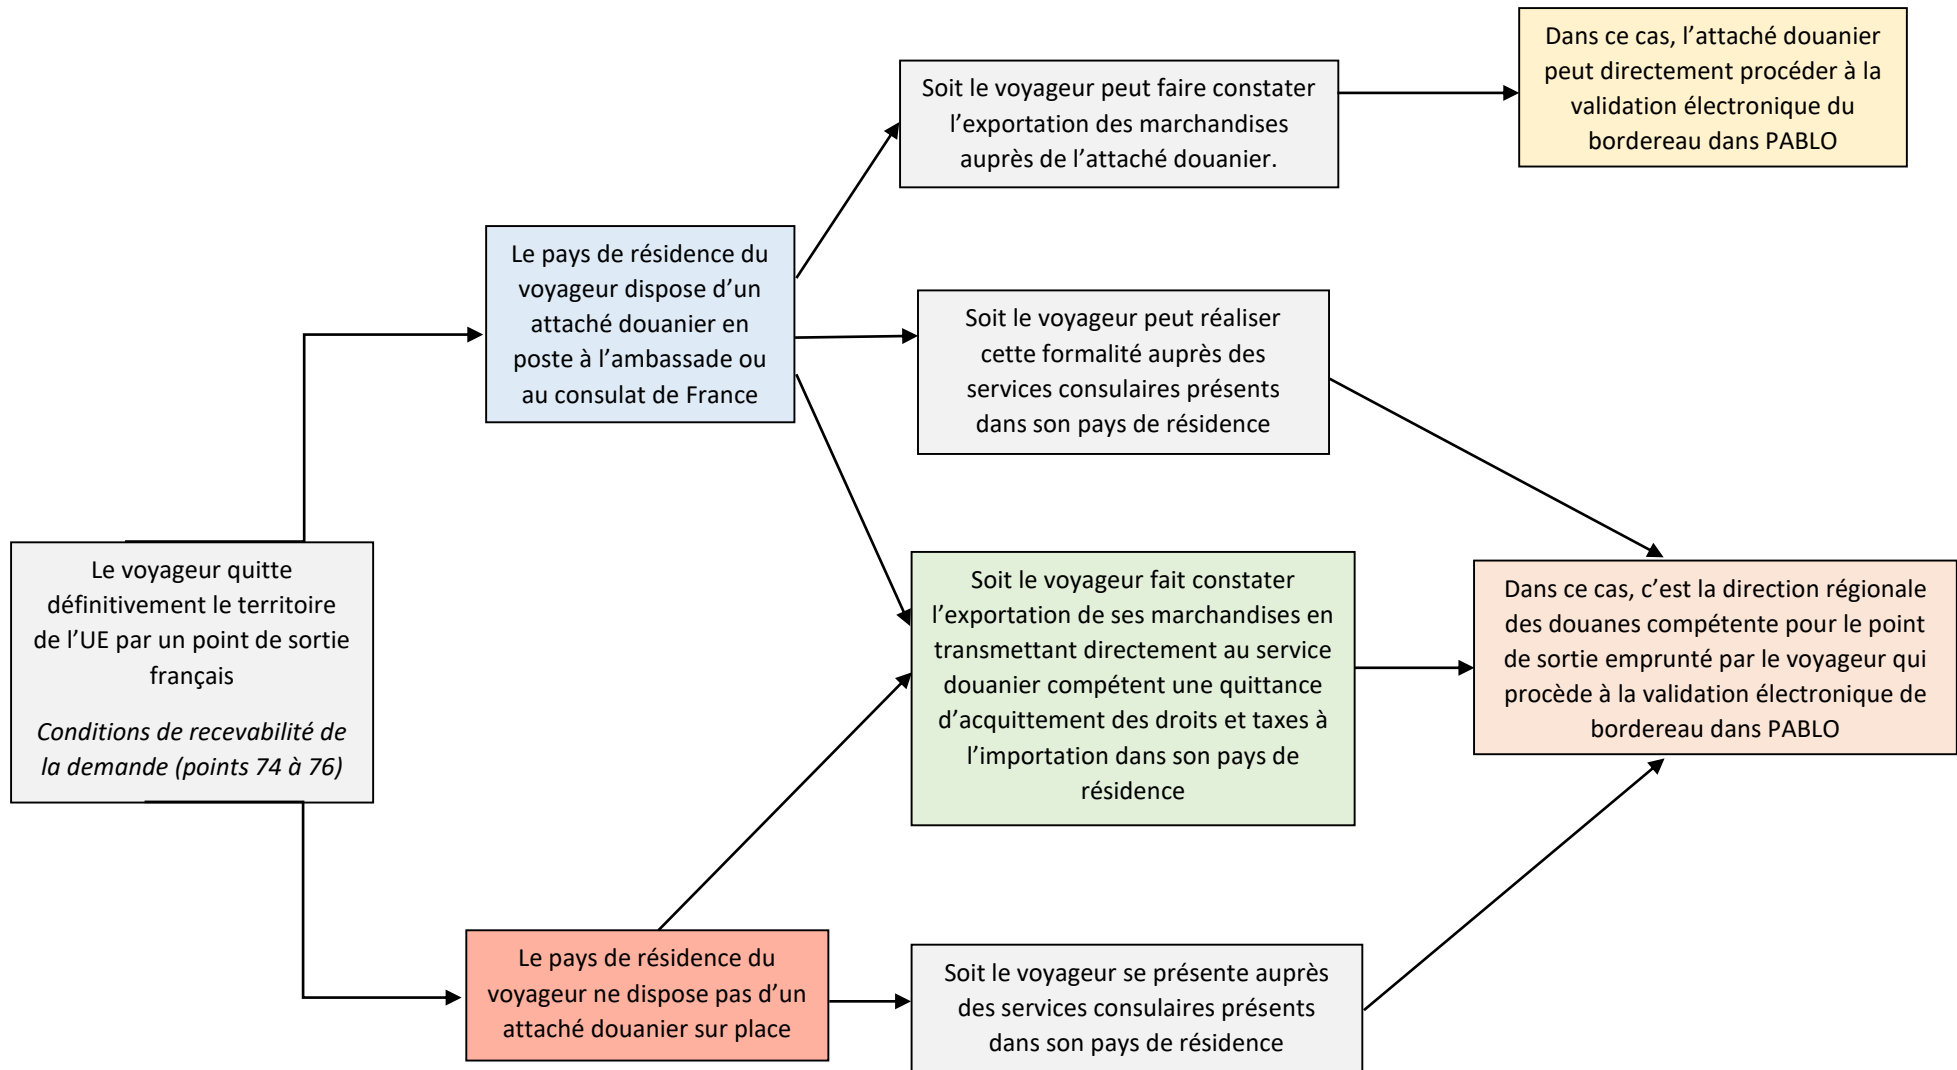 Dans ce cas, l’attaché douanier
peut directement procéder à la
validation électronique du
bordereau dans PABLO
Soit le voyageur peut faire constater
l’exportation des marchandises
auprès de l’attaché douanier.
Le pays de résidence du
voyageur dispose d’un
attaché douanier en
poste à l’ambassade ou
au consulat de France
Soit le voyageur peut réaliser
cette formalité auprès des
services consulaires présents
dans son pays de résidence
Le voyageur quitte
définitivement le territoire
de l’UE par un point de sortie
français
Conditions de recevabilité de
la demande (points 74 à 76)
Soit le voyageur fait constater
l’exportation de ses marchandises en
transmettant directement au service
douanier compétent une quittance
d’acquittement des droits et taxes à
l’importation dans son pays de
résidence
Dans ce cas, c’est la direction régionale
des douanes compétente pour le point
de sortie emprunté par le voyageur qui
procède à la validation électronique de
bordereau dans PABLO
Le pays de résidence du
voyageur ne dispose pas d’un
attaché douanier sur place
Soit le voyageur se présente auprès
des services consulaires présents
dans son pays de résidence